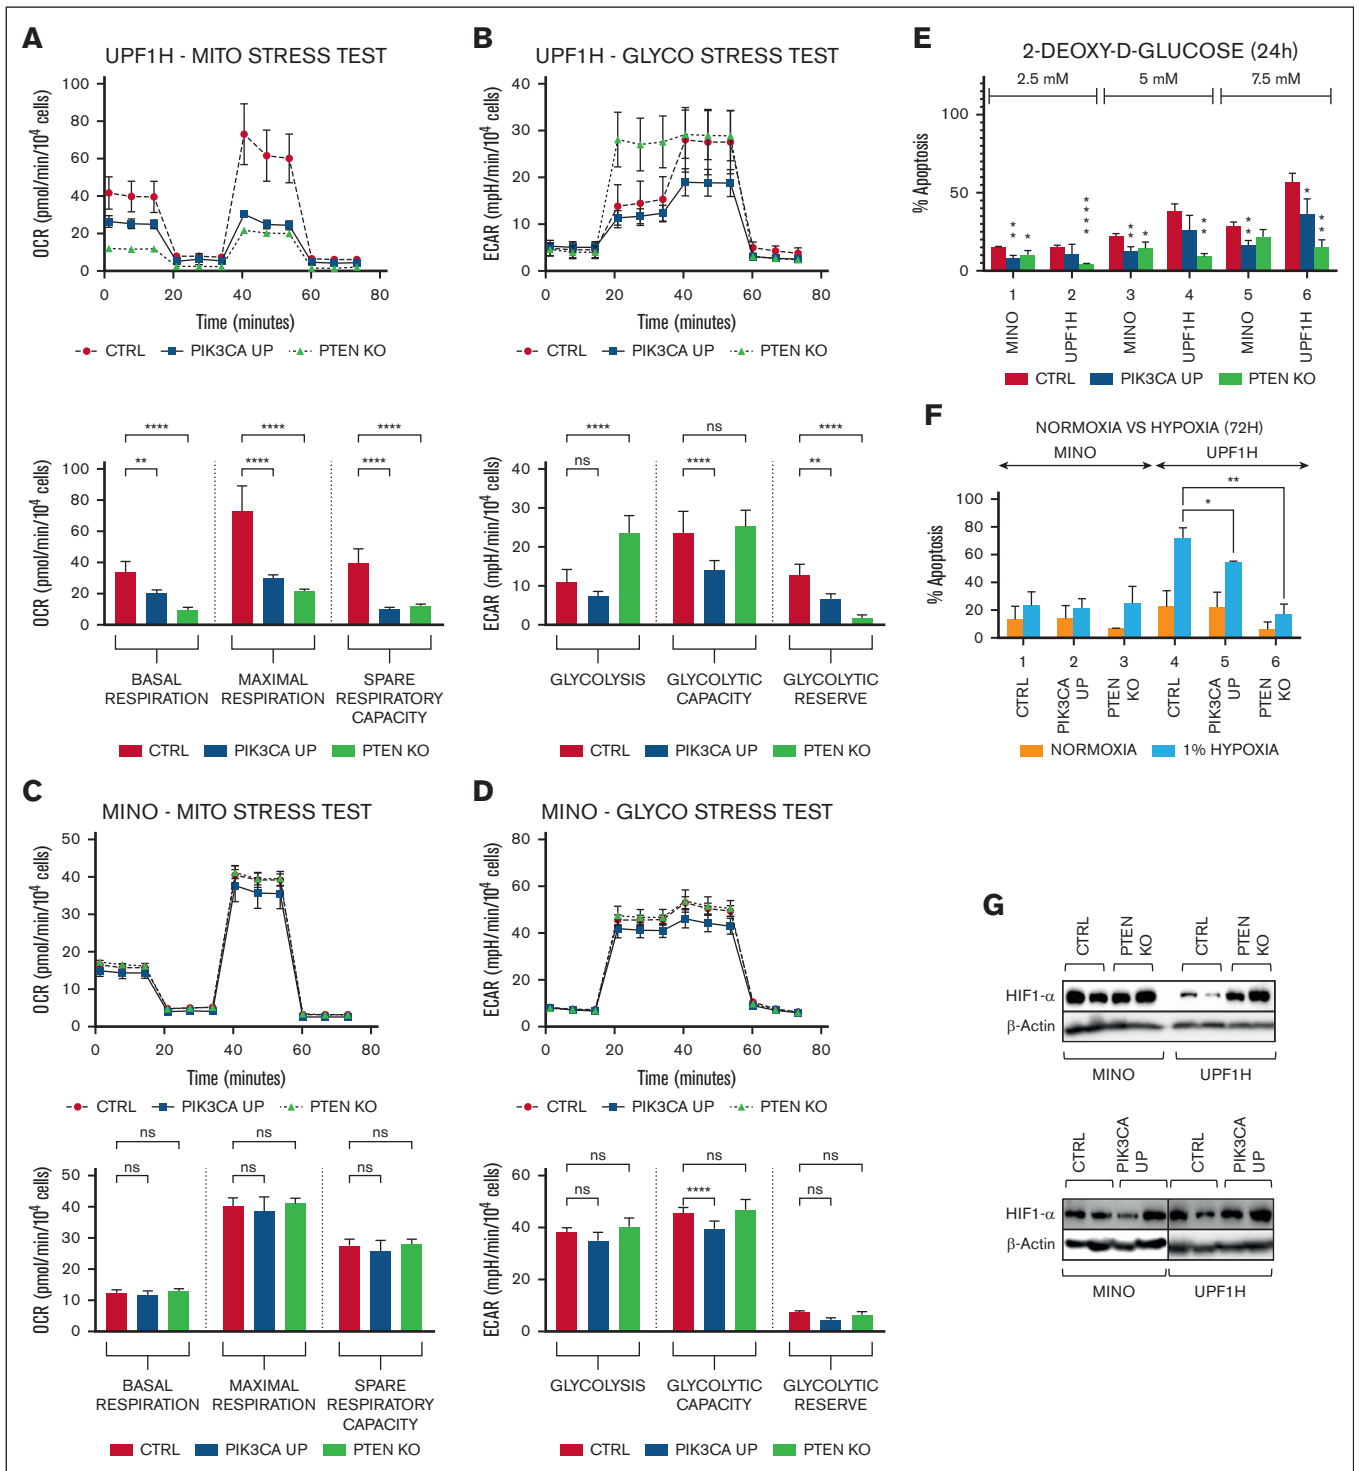 A
UPF1H - MITO STRESS TEST
OCR (pmol/min/10⁴ cells)
100
80
60
40
20
0
0 20 40 60 80
Time (minutes)
CTRL PIK3CA UP PTEN KO
**** **** ****
** **** ****
OCR (pmoH/min/10⁴ cells)
100
80
60
40
20
0
BASAL RESPIRATION
MAXIMAL RESPIRATION
SPARE RESPIRATORY CAPACITY
CTRL PIK3CA UP PTEN KO
B
UPF1H - GLYCO STRESS TEST
ECAR (mpH/min/10⁴ cells)
40
30
20
10
0
0 20 40 60 80
Time (minutes)
CTRL PIK3CA UP PTEN KO
**** ns ****
ns **** **
ECAR (mpH/min/10⁴ cells)
40
30
20
10
0
GLYCOLYSIS
GLYCOLYTIC CAPACITY
GLYCOLYTIC RESERVE
CTRL PIK3CA UP PTEN KO
C
MINO - MITO STRESS TEST
OCR (pmol/min/10⁴ cells)
50
40
30
20
10
0
0 20 40 60 80
Time (minutes)
CTRL PIK3CA UP PTEN KO
ns ns ns
ns ns ns
OCR (pmol/min/10⁴ cells)
50
40
30
20
10
0
BASAL RESPIRATION
MAXIMAL RESPIRATION
SPARE RESPIRATORY CAPACITY
CTRL PIK3CA UP PTEN KO
D
MINO - GLYCO STRESS TEST
ECAR (mpH/min/10⁴ cells)
80
60
40
20
0
0 20 40 60 80
Time (minutes)
CTRL PIK3CA UP PTEN KO
ns ns ns
ns **** ns
ECAR (mpH/min/10⁴ cells)
60
40
20
0
GLYCOLYSIS
GLYCOLYTIC CAPACITY
GLYCOLYTIC RESERVE
CTRL PIK3CA UP PTEN KO
E
2-DEOXY-D-GLUCOSE (24h)
2.5 mM 5 mM 7.5 mM
% Apoptosis
100
50
0
** * **** ** * ** ** * **
1 2 3 4 5 6
MINO UPF1H MINO UPF1H MINO UPF1H
CTRL PIK3CA UP PTEN KO
F
NORMOXIA VS HYPOXIA (72H)
MINO UPF1H
**
*
% Apoptosis
100
80
60
40
20
0
1 2 3 4 5 6
CTRL PIK3CA UP PTEN KO CTRL PIK3CA UP PTEN KO
NORMOXIA 1% HYPOXIA
G
CTRL PTEN KO CTRL PTEN KO
HIF1-α
β-Actin
MINO UPF1H
CTRL PIK3CA UP CTRL PIK3CA UP
HIF1-α
β-Actin
MINO UPF1H